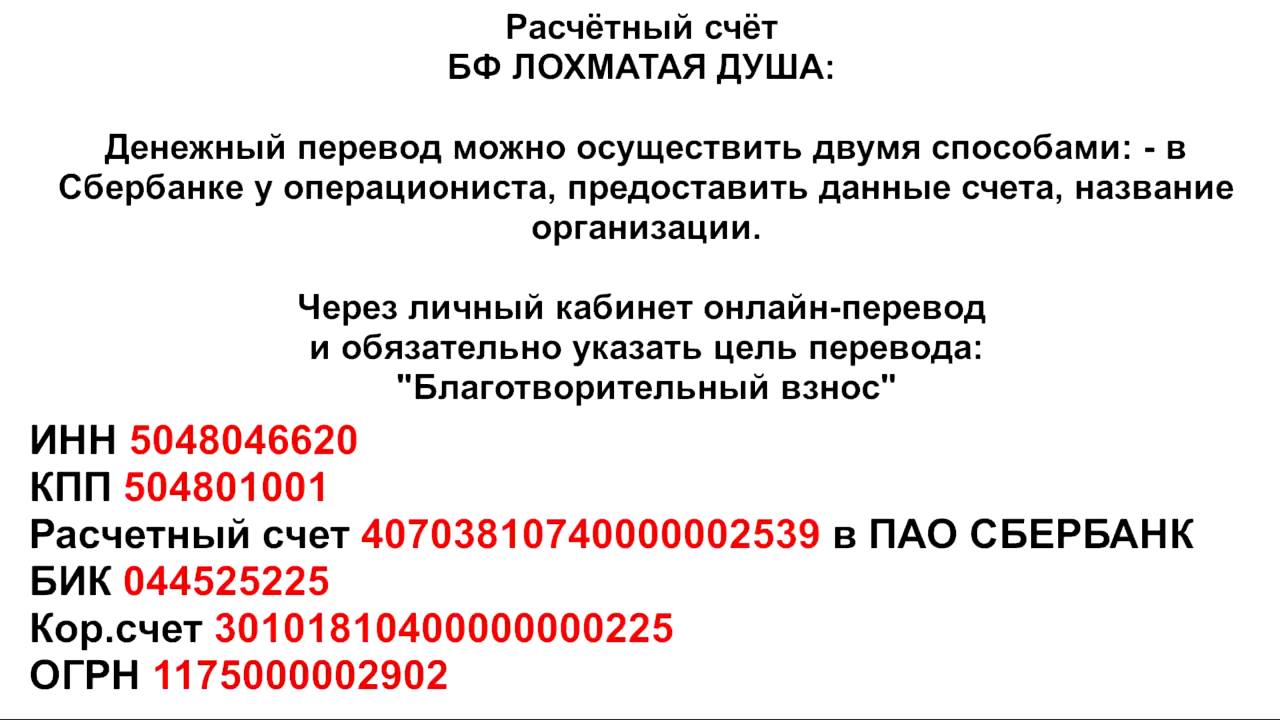 Расчётный счёт
БФ ЛОХМАТАЯ ДУША:
Денежный перевод можно осуществить двумя способами: - в
Сбербанке у операциониста, предоставить данные счета, название
организации.
Через личный кабинет онлайн-перевод
и обязательно указать цель перевода:
"Благотворительный взнос"
ИНН 5048046620
КПП 504801001
Расчетный счет 40703810740000002539 в ПАО СБЕРБАНК
БИК 044525225
Кор.счет 30101810400000000225
ОГРН 1175000002902